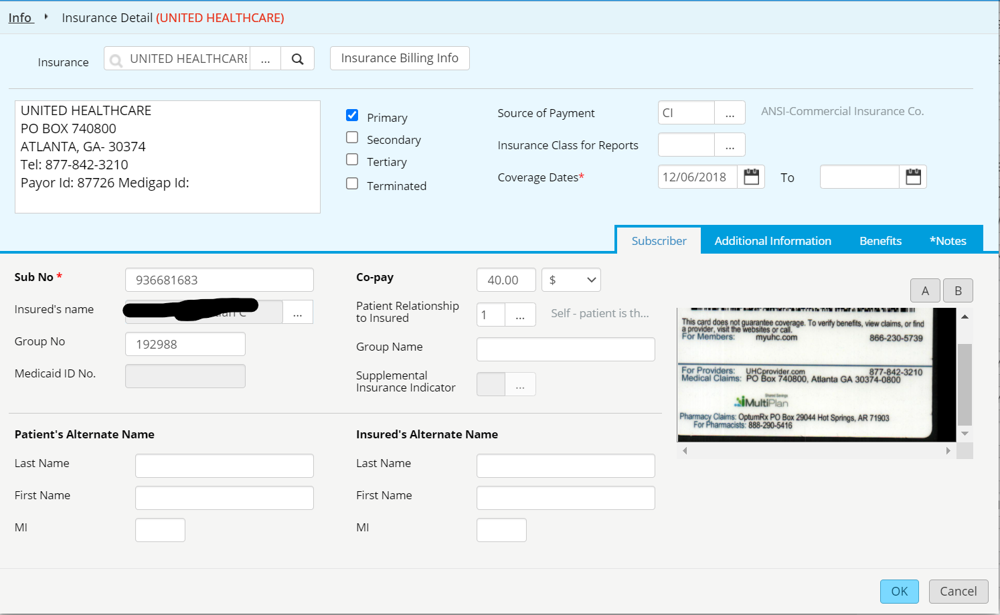 Info Insurance Detail (UNITED HEALTHCARE)
Insurance UNITED HEALTHCARE ... Insurance Billing Info
UNITED HEALTHCARE
PO BOX 740800
ATLANTA, GA- 30374
Tel: 877-842-3210
Payor Id: 87726 Medigap Id:
Primary
Secondary
Tertiary
Terminated
Source of Payment CI ... ANSI-Commercial Insurance Co.
Insurance Class for Reports ...
Coverage Dates* 12/06/2018 To
Subscriber Additional Information Benefits *Notes
Sub No * 936681683
Insured's name C ...
Group No 192988
Medicaid ID No.
Co-pay 40.00 $
Patient Relationship
to Insured 1 ... Self - patient is th...
Group Name
Supplemental
Insurance Indicator ...
A B
This card does not guarantee coverage. To verify benefits, view claims, or find
a provider, visit the websites or call.
For Members: myuhc.com 866-230-5739
For Providers: UHCprovider.com 877-842-3210
Medical Claims: PO Box 740800, Atlanta GA 30374-0800
Shared Savings
MultiPlan
Pharmacy Claims: OptumRx PO Box 29044 Hot Springs, AR 71903
For Pharmacists: 888-290-5416
Patient's Alternate Name
Last Name
First Name
MI
Insured's Alternate Name
Last Name
First Name
MI
OK Cancel